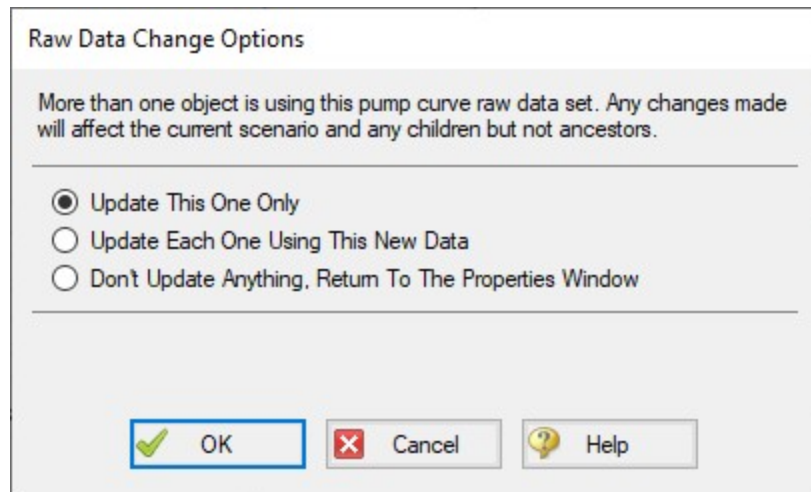 Raw Data Change Options
More than one object is using this pump curve raw data set. Any changes made
will affect the current scenario and any children but not ancestors.
Update This One Only
Update Each One Using This New Data
Don't Update Anything, Return To The Properties Window
OK
Cancel
Help